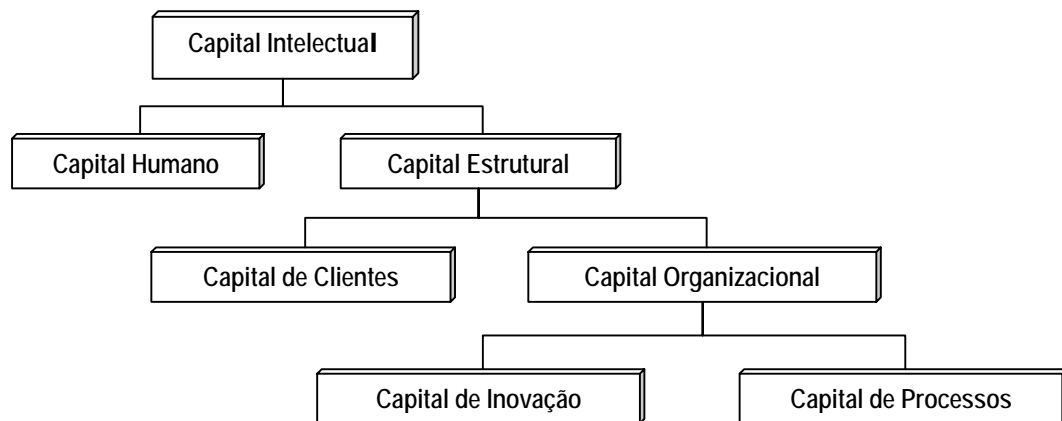 Capital Intelectual
Capital Humano
Capital Estrutural
Capital de Clientes
Capital Organizacional
Capital de Inovação
Capital de Processos